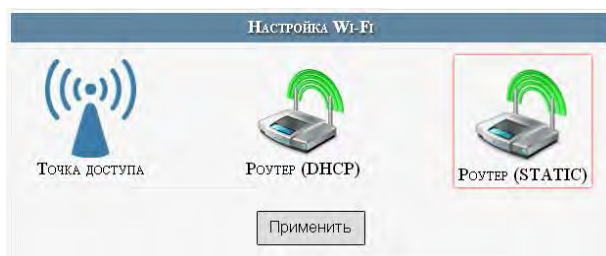 Настройка Wi-Fi
Точка доступа
Роутер (DHCP)
Роутер (STATIC)
Применить